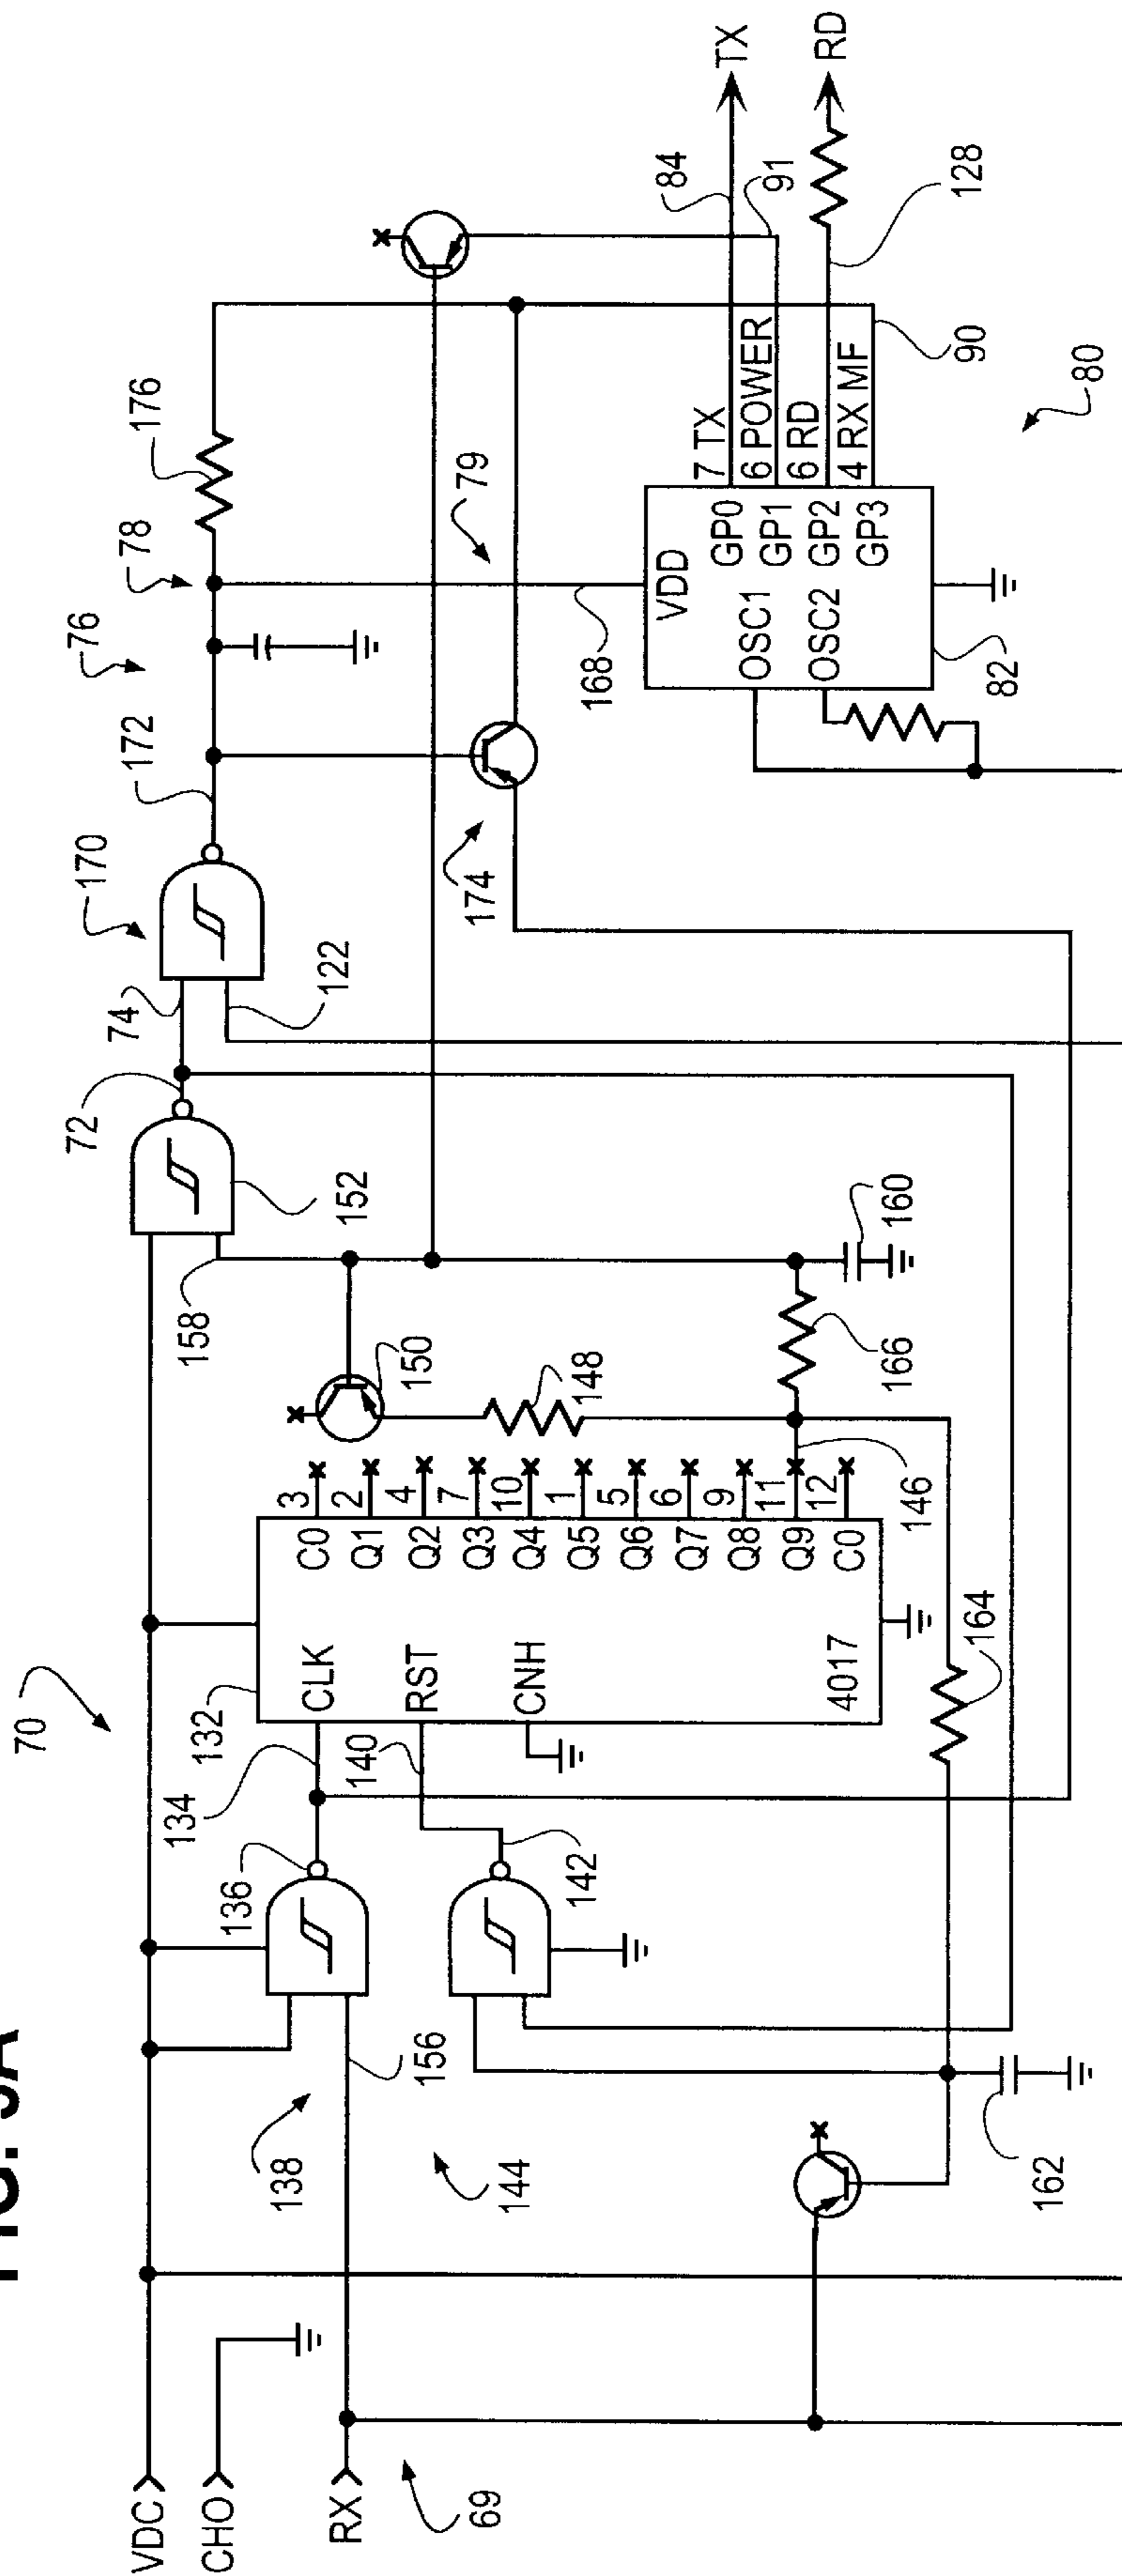 FIG. 3A
70
VDC
CHO
RX
69
138
144
156
136
134
132
140
142
162
164
CLK
RST
CNH
4017
C0
Q1
Q2
Q3
Q4
Q5
Q6
Q7
Q8
Q9
C0
3
2
4
7
10
1
5
6
9
11
12
146
148
150
166
160
158
152
72
74
122
170
172
76
78
176
174
79
168
VDD
OSC1
OSC2
GP0
GP1
GP2
GP3
7 TX
6 POWER
6 RD
4 RX MF
82
80
90
84
91
128
TX
RD